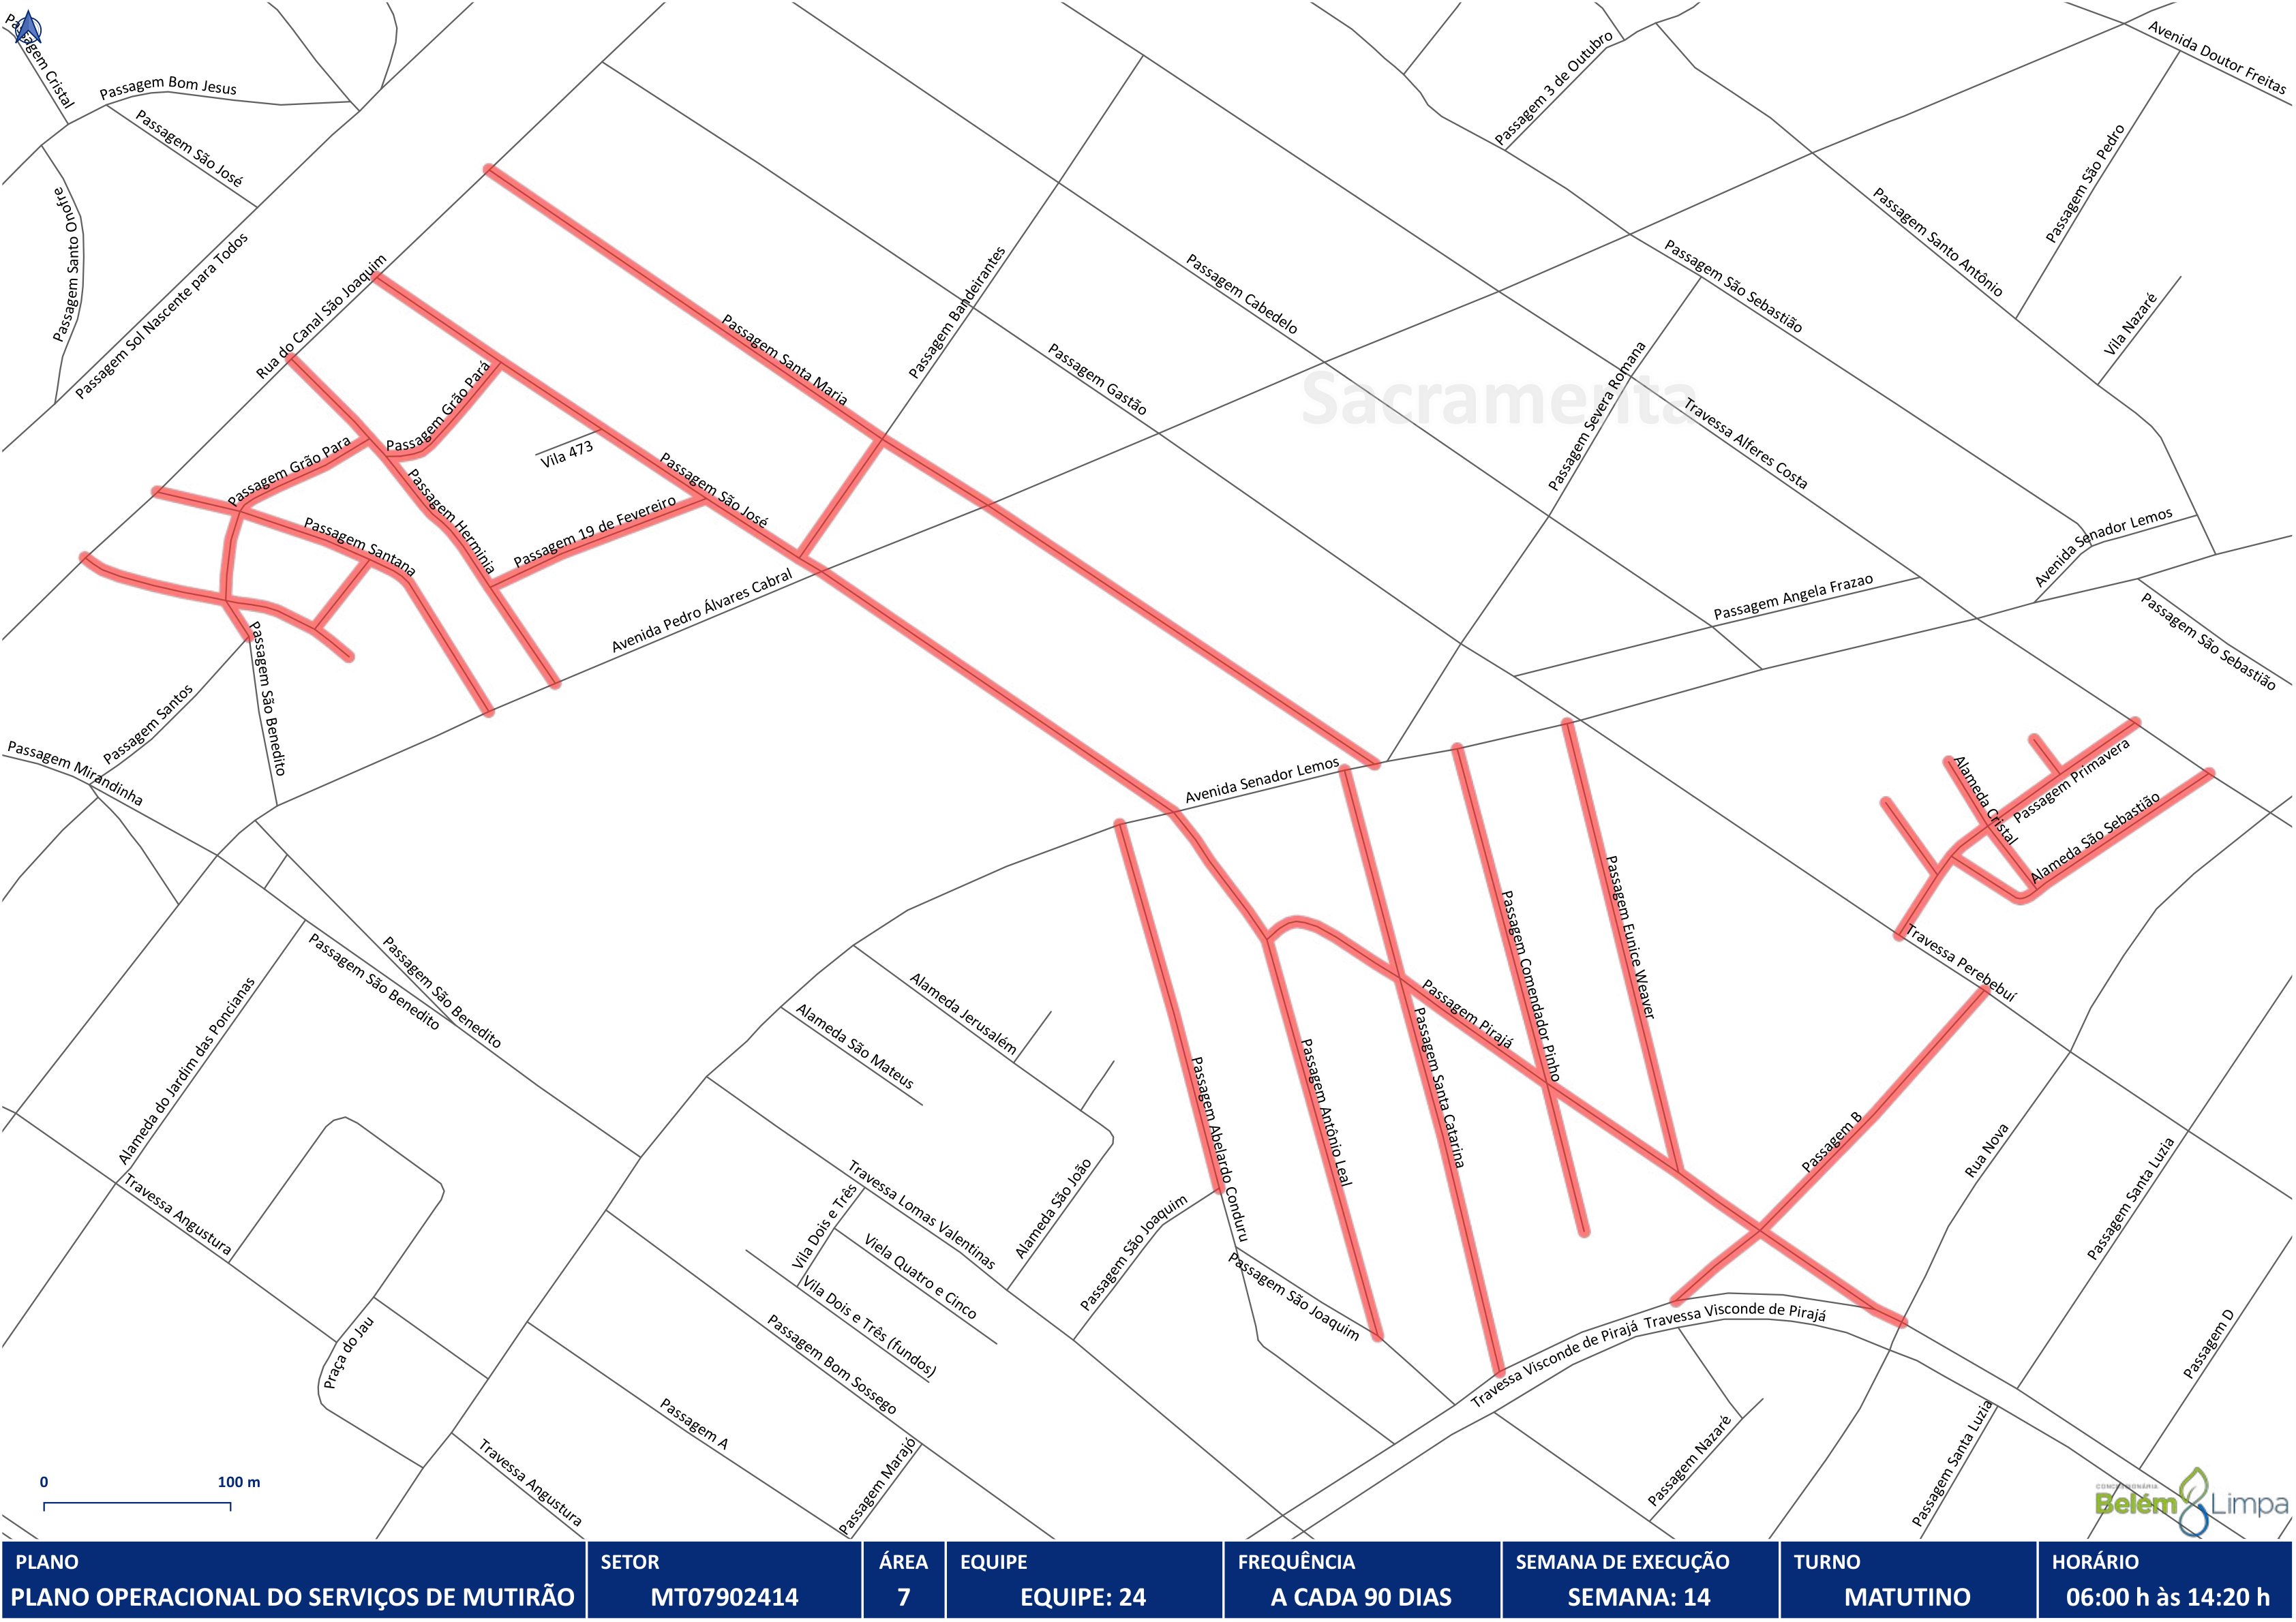 Passagem Cristal
Passagem Bom Jesus
Passagem São José
Passagem Santo Onofre
Passagem Sol Nascente para Todos
Rua do Canal São Joaquim
Passagem 3 de Outubro
Avenida Doutor Freitas
Passagem São Pedro
Passagem Santo Antônio
Passagem São Sebastião
Vila Nazaré
Passagem Cabedelo
Passagem Bandeirantes
Passagem Santa Maria
Passagem Gastão
Sacramenta
Passagem Severa Romana
Travessa Alferes Costa
Passagem Grão Pará
Passagem Grão Para
Vila 473
Passagem São José
Passagem Herminia
Passagem 19 de Fevereiro
Passagem Santana
Avenida Pedro Álvares Cabral
Avenida Senador Lemos
Passagem Angela Frazao
Passagem São Sebastião
Passagem Santos
Passagem São Benedito
Passagem Mirandinha
Avenida Senador Lemos
Alameda Cristal
Passagem Primavera
Alameda São Sebastião
Travessa Perebebuí
Passagem Eunice Weaver
Passagem Comendador Pinho
Passagem Pirajá
Passagem Santa Catarina
Passagem Antônio Leal
Passagem Abelardo Conduru
Passagem São Benedito
Passagem São Benedito
Alameda do Jardim das Poncianas
Alameda Jerusalém
Alameda São Mateus
Alameda São João
Travessa Lomas Valentinas
Travessa Angustura
Vila Dois e Três
Viela Quatro e Cinco
Vila Dois e Três (fundos)
Passagem São Joaquim
Passagem São Joaquim
Passagem B
Rua Nova
Passagem Santa Luzia
Passagem D
Travessa Visconde de Pirajá
Travessa Visconde de Pirajá
Praça do Jau
Passagem Bom Sossego
Passagem A
Passagem Marajó
Travessa Angustura
Passagem Nazaré
Passagem Santa Luzia
0 100 m
CONCESSIONÁRIA
Belém Limpa
PLANO
PLANO OPERACIONAL DO SERVIÇOS DE MUTIRÃO
SETOR
MT07902414
ÁREA
7
EQUIPE
EQUIPE: 24
FREQUÊNCIA
A CADA 90 DIAS
SEMANA DE EXECUÇÃO
SEMANA: 14
TURNO
MATUTINO
HORÁRIO
06:00 h às 14:20 h